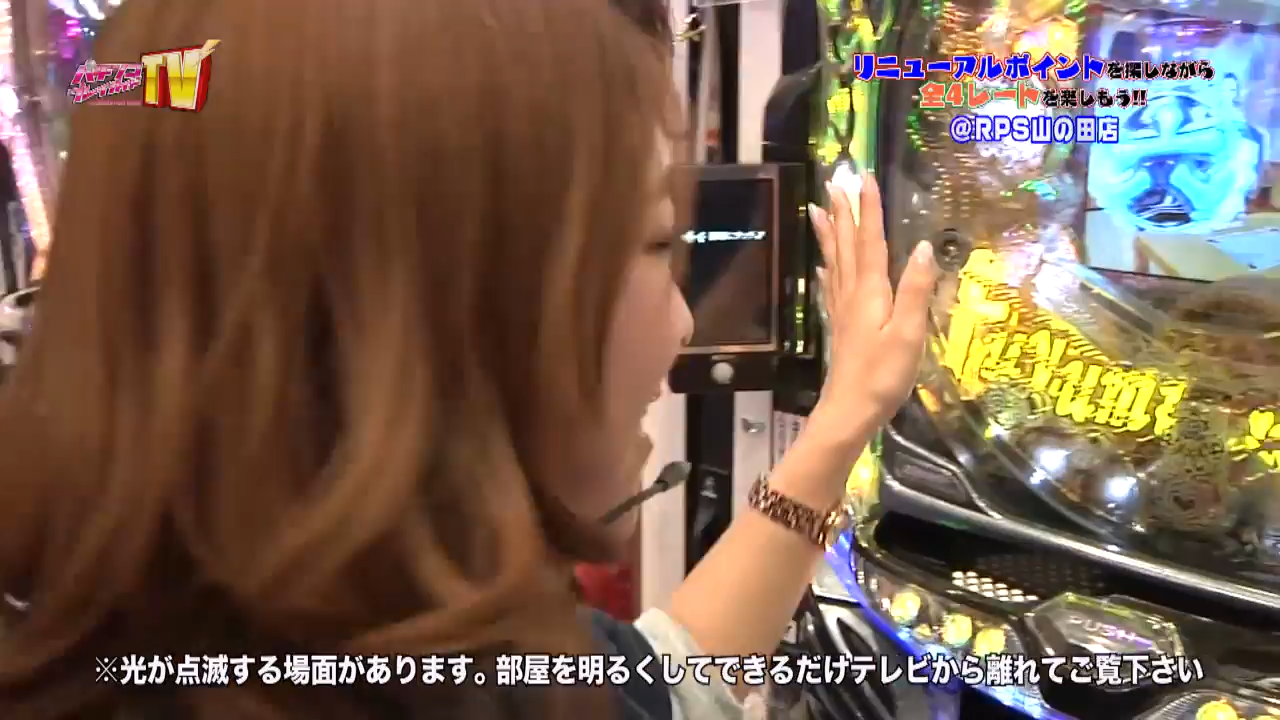 TV
リニューアルポイントを探しながら
全4レートを楽しもう!!
@RPS山の田店
PUSH
※光が点滅する場面があります。部屋を明るくしてできるだけテレビから離れてご覧下さい